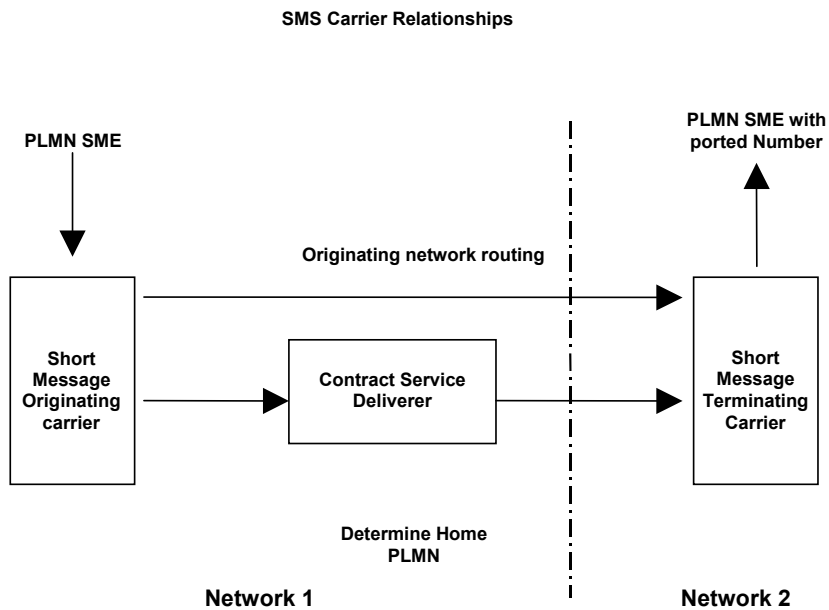 SMS Carrier Relationships
PLMN SME
PLMN SME with
ported Number
Originating network routing
Short
Message
Originating
carrier
Contract Service
Deliverer
Short
Message
Terminating
Carrier
Determine Home
PLMN
Network 1
Network 2